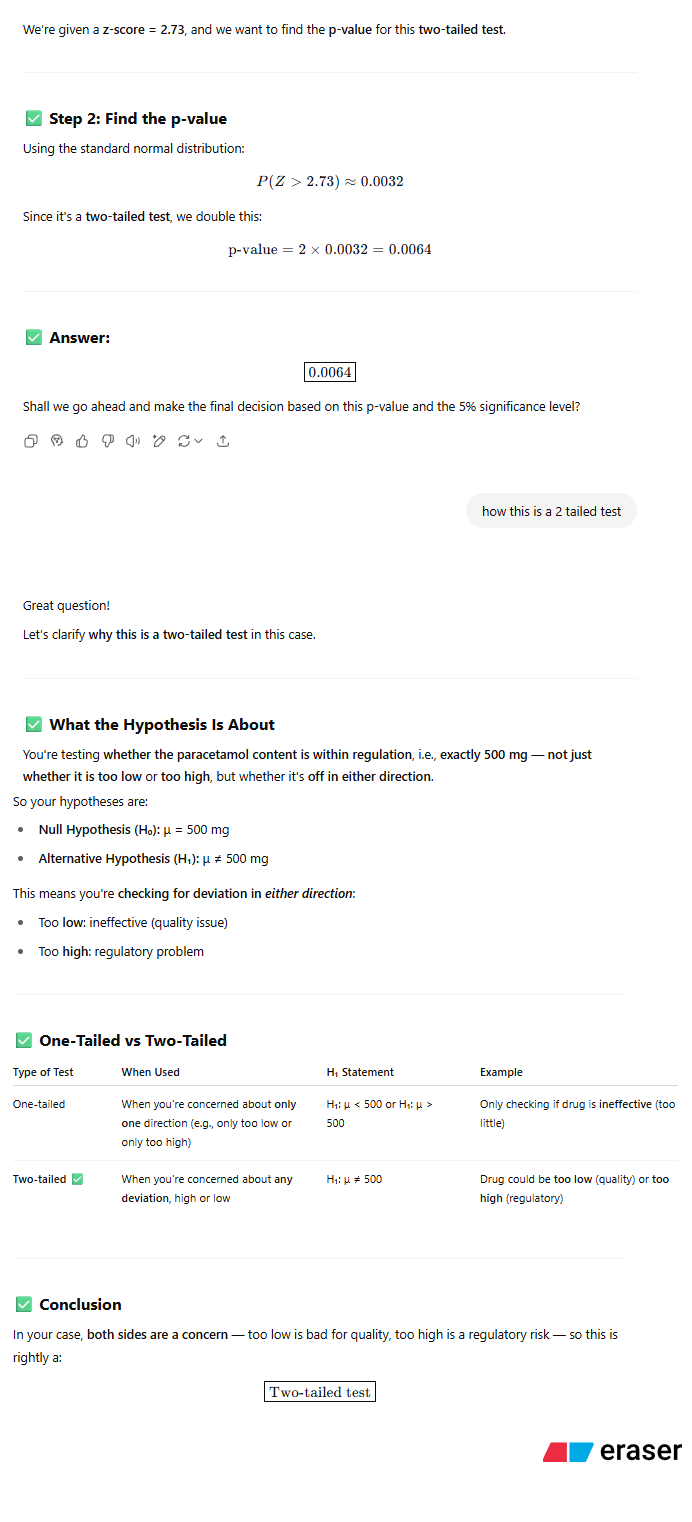 We're given a z-score = 2.73, and we want to find the p-value for this two-tailed test.
✅ Step 2: Find the p-value
Using the standard normal distribution:
P(Z > 2.73) ≈ 0.0032
Since it's a two-tailed test, we double this:
p-value = 2 × 0.0032 = 0.0064
✅ Answer:
0.0064
Shall we go ahead and make the final decision based on this p-value and the 5% significance level?
how this is a 2 tailed test
Great question!
Let's clarify why this is a two-tailed test in this case.
✅ What the Hypothesis Is About
You're testing whether the paracetamol content is within regulation, i.e., exactly 500 mg — not just
whether it is too low or too high, but whether it's off in either direction.
So your hypotheses are:
• Null Hypothesis (H₀): μ = 500 mg
• Alternative Hypothesis (H₁): μ ≠ 500 mg
This means you're checking for deviation in either direction:
• Too low: ineffective (quality issue)
• Too high: regulatory problem
✅ One-Tailed vs Two-Tailed
Type of Test When Used H₁ Statement Example
One-tailed When you're concerned about only H₁: μ < 500 or H₁: μ > Only checking if drug is ineffective (too
one direction (e.g., only too low or 500 little)
only too high)
Two-tailed ✅ When you're concerned about any H₁: μ ≠ 500 Drug could be too low (quality) or too
deviation, high or low high (regulatory)
✅ Conclusion
In your case, both sides are a concern — too low is bad for quality, too high is a regulatory risk — so this is
rightly a:
Two-tailed test
eraser